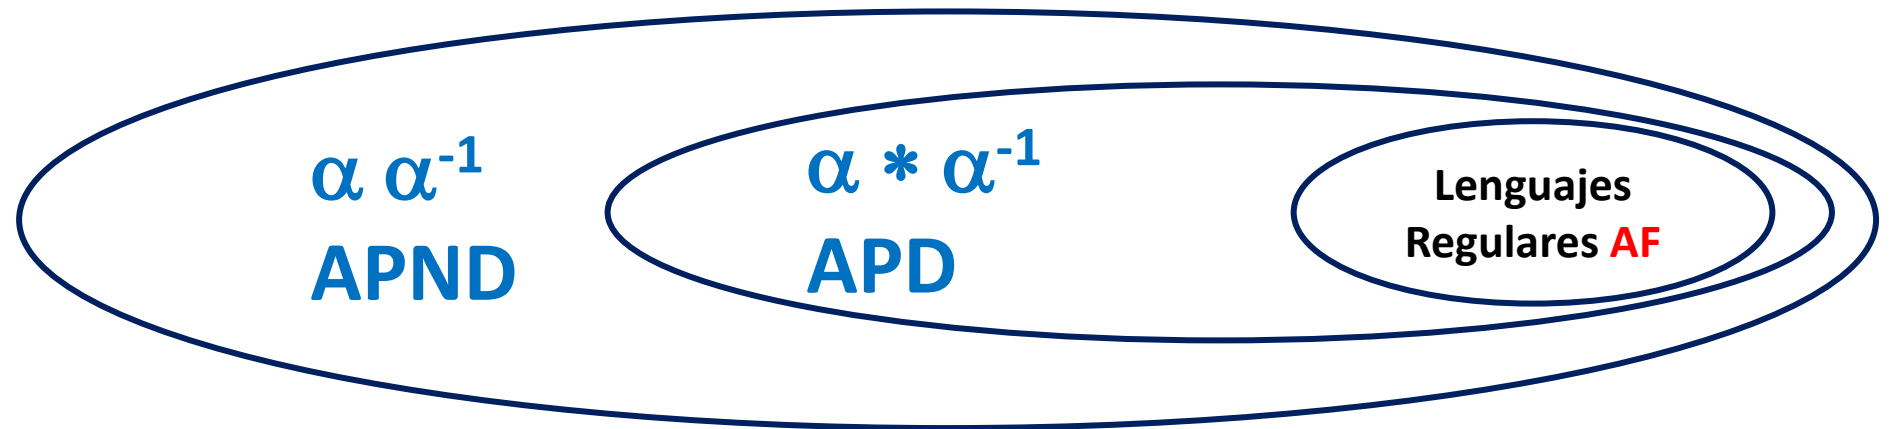 α α⁻¹
APND
α * α⁻¹
APD
Lenguajes
Regulares AF